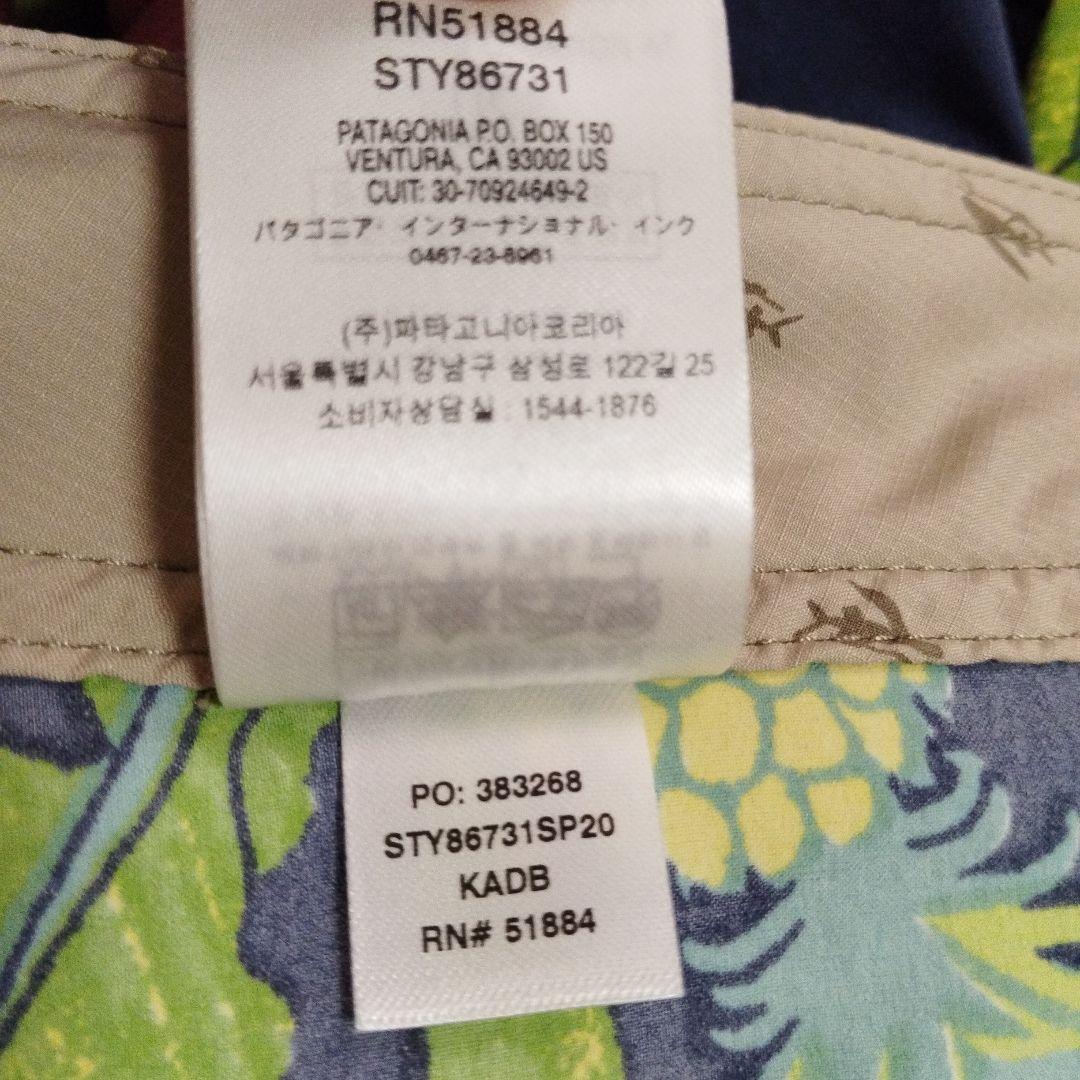 RN51884
STY86731
PATAGONIA P.O. BOX 150
VENTURA, CA 93002 US
CUIT: 30-70924649-2
パタゴニア・インターナショナル・インク
0467-23-8961
(주)파타고니아코리아
서울특별시 강남구 삼성로 122길 25
소비자상담실 : 1544-1876
PO: 383268
STY86731SP20
KADB
RN# 51884